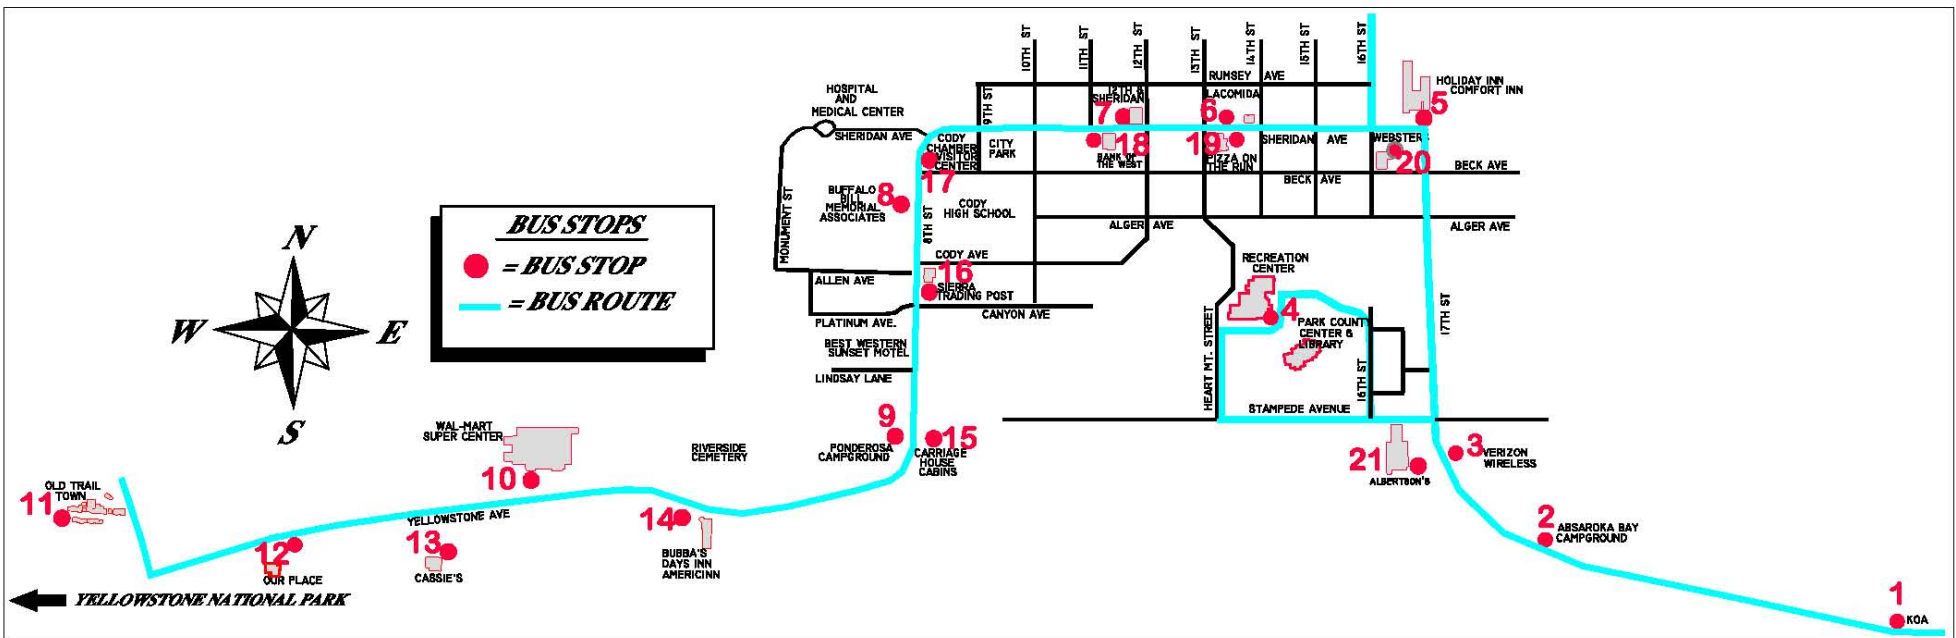 10TH ST
11TH ST
12TH ST
13TH ST
14TH ST
15TH ST
16TH ST
RUMSEY AVE
HOLIDAY INN
COMFORT INN
5
HOSPITAL
AND
MEDICAL CENTER
SHERIDAN AVE
9TH ST
12TH &
SHERIDAN
7
LACOMIDA
6
CODY
CHAMBER
VISITOR
CENTER
17
CITY
PARK
18
BANK OF
THE WEST
19
PIZZA ON
THE RUN
SHERIDAN AVE
WEBSTERS
20
BECK AVE
BECK AVE
MONUMENT ST
BUFFALO
BILL
MEMORIAL
ASSOCIATES
8
8TH ST
CODY
HIGH SCHOOL
ALGER AVE
ALGER AVE
CODY AVE
ALLEN AVE
16
SIERRA
TRADING POST
CANYON AVE
PLATINUM AVE.
BEST WESTERN
SUNSET MOTEL
LINDSAY LANE
RECREATION
CENTER
4
PARK COUNT
CENTER &
LIBRARY
HEART MT. STREET
16TH ST
17TH ST
STAMPEDE AVENUE
BUS STOPS
= BUS STOP
= BUS ROUTE
N
W
E
S
WAL-MART
SUPER CENTER
10
RIVERSIDE
CEMETERY
9
PONDEROSA
CAMPGROUND
15
CARRIAGE
HOUSE
CABINS
21
ALBERTSON'S
3
VERIZON
WIRELESS
OLD TRAIL
TOWN
11
YELLOWSTONE AVE
14
BUBBA'S
DAYS INN
AMERICINN
13
CASSIE'S
12
OUR PLACE
2
ABSAROKA BAY
CAMPGROUND
1
KOA
YELLOWSTONE NATIONAL PARK